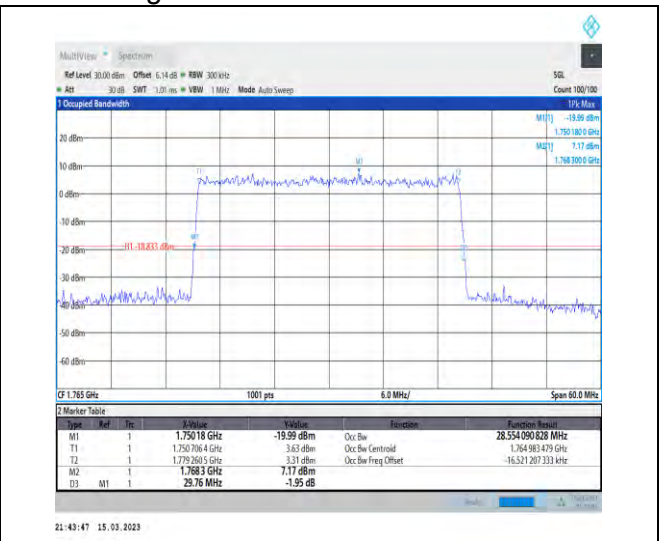 MultiView Spectrum
Ref Level 30.00 dBm Offset 6.14 dB RBW 300 kHz SGL
Att 30 dB SWT 1.01 ms VBW 1 MHz Mode Auto Sweep Count 100/100
1 Occupied Bandwidth 1Pk Max
M1[1] -19.99 dBm
1.750 180 0 GHz
M2[1] 7.17 dBm
1.768 300 0 GHz
20 dBm
10 dBm
M2
T1
T2
0 dBm
-10 dBm
M1
-20 dBm
H1 -18.833 dBm
-30 dBm
-40 dBm
-50 dBm
-60 dBm
CF 1.765 GHz 1001 pts 6.0 MHz/ Span 60.0 MHz
2 Marker Table
Type Ref Trc X-Value Y-Value Function Function Result
M1 1 1.750 18 GHz -19.99 dBm Occ Bw 28.554 090 828 MHz
T1 1 1.750 706 4 GHz 3.63 dBm Occ Bw Centroid 1.764 983 479 GHz
T2 1 1.779 260 5 GHz 3.31 dBm Occ Bw Freq Offset -16.521 207 333 kHz
M2 1 1.768 3 GHz 7.17 dBm
D3 M1 1 29.76 MHz -1.95 dB
21:43:47 15.03.2023